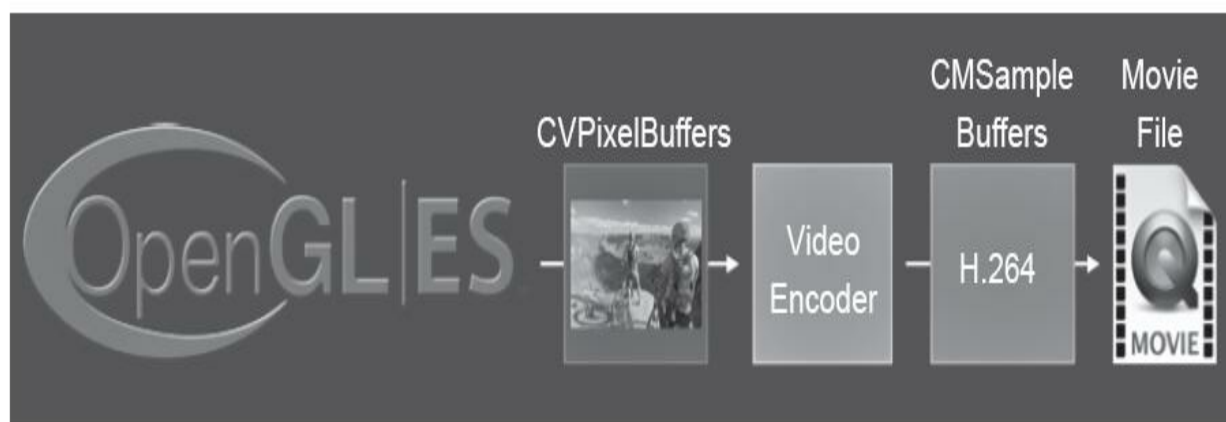 OpenGL|ES
CVPixelBuffers
Video
Encoder
CMSample
Buffers
H.264
Movie
File
MOVIE